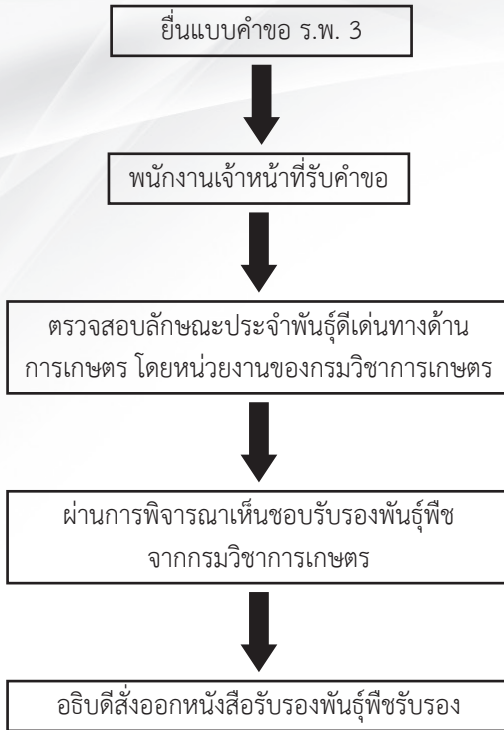 ยื่นแบบคำขอ ร.พ. 3
พนักงานเจ้าหน้าที่รับคำขอ
ตรวจสอบลักษณะประจำพันธุ์ดีเด่นทางด้าน
การเกษตร โดยหน่วยงานของกรมวิชาการเกษตร
ผ่านการพิจารณาเห็นชอบรับรองพันธุ์พืช
จากกรมวิชาการเกษตร
อธิบดีสั่งออกหนังสือรับรองพันธุ์พืชรับรอง